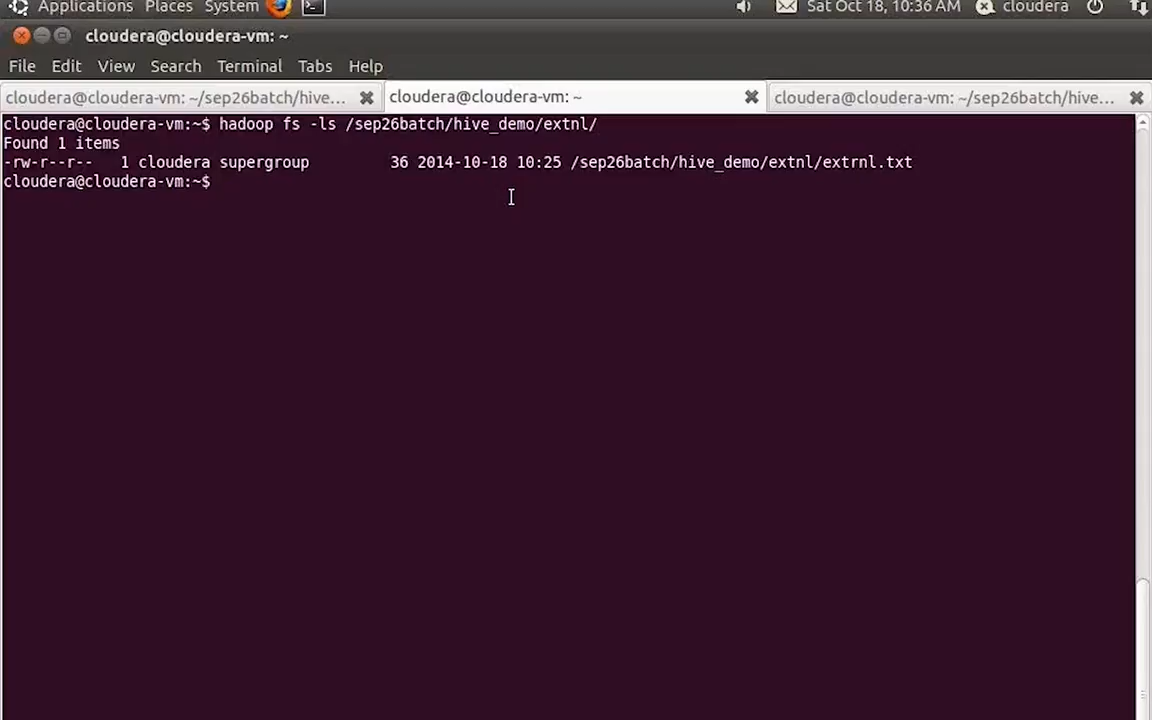 Applications Places System Sat Oct 18, 10:36 AM cloudera
cloudera@cloudera-vm: ~
File Edit View Search Terminal Tabs Help
cloudera@cloudera-vm: ~/sep26batch/hive... cloudera@cloudera-vm: ~ cloudera@cloudera-vm: ~/sep26batch/hive...
cloudera@cloudera-vm:~$ hadoop fs -ls /sep26batch/hive_demo/extnl/
Found 1 items
-rw-r--r-- 1 cloudera supergroup 36 2014-10-18 10:25 /sep26batch/hive_demo/extnl/extrnl.txt
cloudera@cloudera-vm:~$